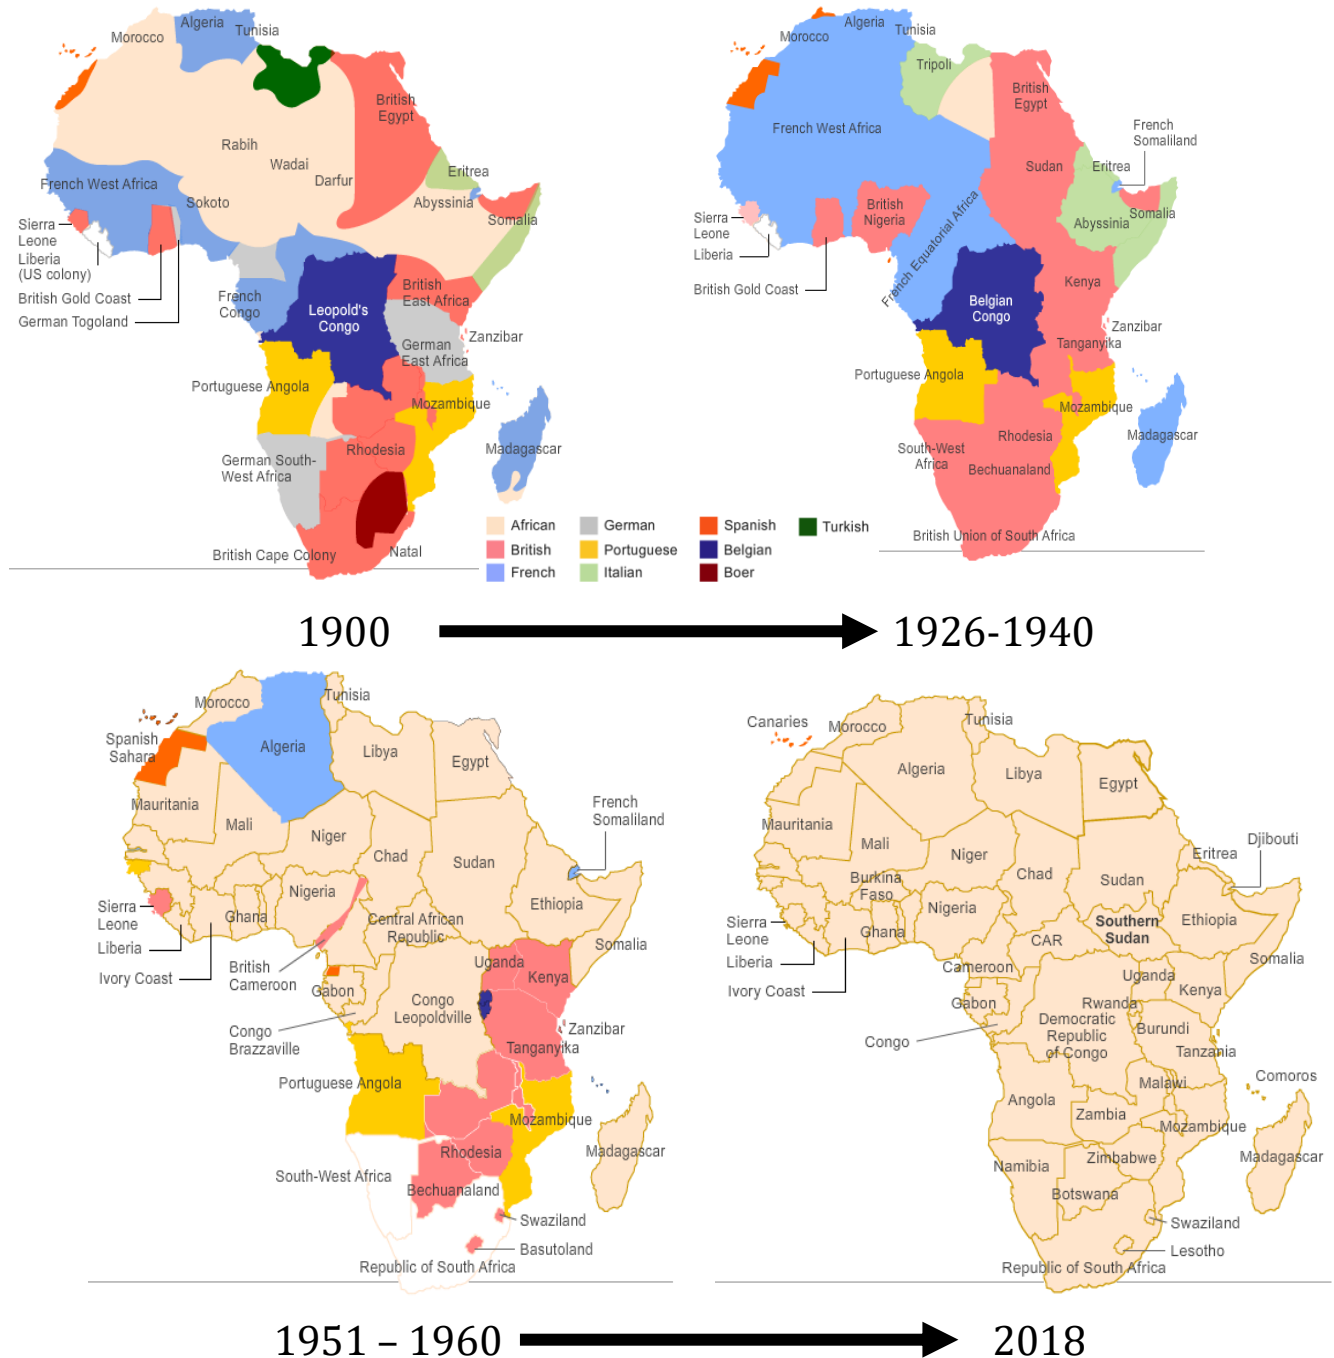 Morocco
Algeria
Tunisia
British
Egypt
Rabih
Wadai
Darfur
Eritrea
French West Africa
Sokoto
Abyssinia
Somalia
Sierra
Leone
Liberia
(US colony)
British Gold Coast
German Togoland
French
Congo
Leopold's
Congo
British
East Africa
Zanzibar
German
East Africa
Portuguese Angola
Mozambique
Rhodesia
German South-
West Africa
Madagascar
British Cape Colony
Natal
African
British
French
German
Portuguese
Italian
Spanish
Belgian
Boer
Turkish
Morocco
Algeria
Tunisia
Tripoli
British
Egypt
French West Africa
French
Somaliland
Sudan
Eritrea
British
Nigeria
Abyssinia
Somalia
Sierra
Leone
Liberia
British Gold Coast
French Equatorial Africa
Kenya
Belgian
Congo
Zanzibar
Tanganyika
Portuguese Angola
Mozambique
Rhodesia
South-West
Africa
Bechuanaland
Madagascar
British Union of South Africa
1900
1926-1940
Morocco
Tunisia
Spanish
Sahara
Algeria
Libya
Egypt
Mauritania
Mali
Niger
Chad
Sudan
French
Somaliland
Nigeria
Ghana
Central African
Republic
Ethiopia
Somalia
Sierra
Leone
Liberia
Ivory Coast
British
Cameroon
Uganda
Kenya
Gabon
Congo
Leopoldville
Congo
Brazzaville
Zanzibar
Tanganyika
Portuguese Angola
Mozambique
Rhodesia
Madagascar
South-West Africa
Bechuanaland
Swaziland
Basutoland
Republic of South Africa
Canaries
Morocco
Tunisia
Algeria
Libya
Egypt
Mauritania
Mali
Niger
Chad
Sudan
Eritrea
Djibouti
Burkina
Faso
Nigeria
Ghana
Southern
Sudan
Ethiopia
Sierra
Leone
Liberia
Ivory Coast
CAR
Somalia
Cameroon
Uganda
Kenya
Gabon
Rwanda
Democratic
Republic
of Congo
Burundi
Congo
Tanzania
Comoros
Malawi
Angola
Zambia
Mozambique
Zimbabwe
Madagascar
Namibia
Botswana
Swaziland
Lesotho
Republic of South Africa
1951 – 1960
2018